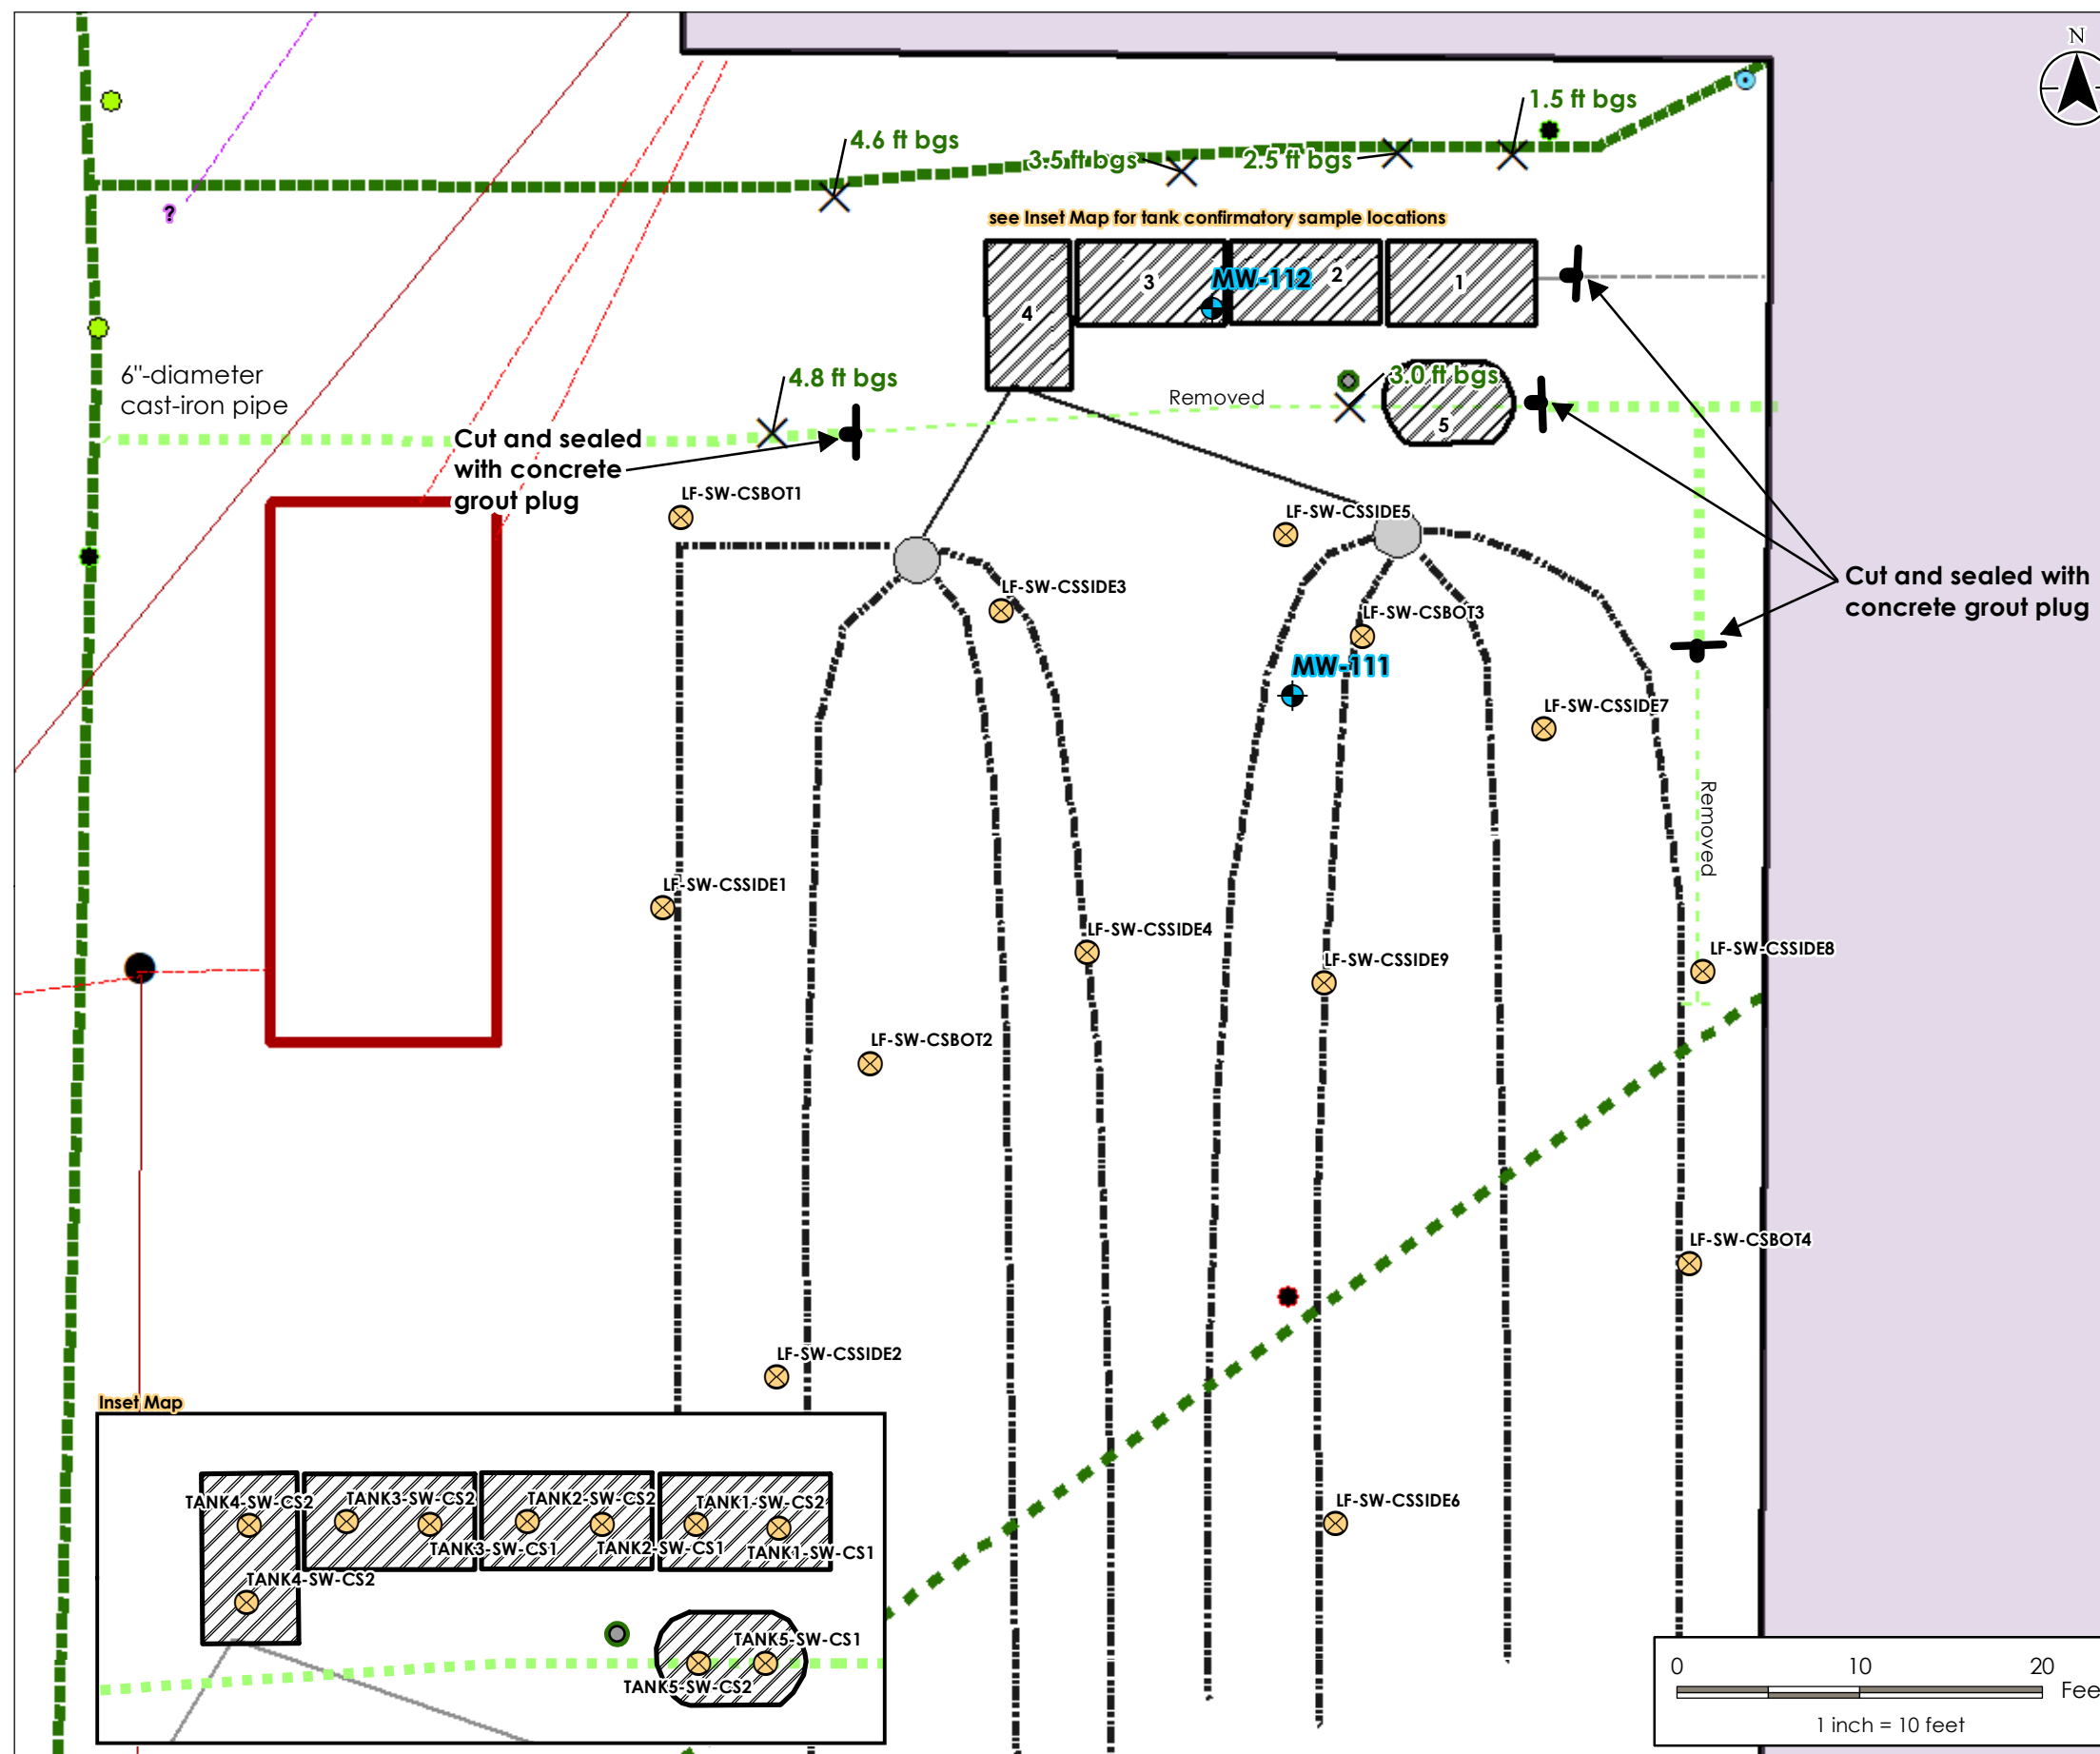 N
1.5 ft bgs
4.6 ft bgs
3.5 ft bgs
2.5 ft bgs
?
see Inset Map for tank confirmatory sample locations
4
3
MW-112
2
1
6"-diameter
cast-iron pipe
4.8 ft bgs
Removed
3.0 ft bgs
5
Cut and sealed
with concrete
grout plug
LF-SW-CSBOT1
LF-SW-CSSIDE5
LF-SW-CSSIDE3
LF-SW-CSBOT3
Cut and sealed with
concrete grout plug
MW-111
LF-SW-CSSIDE7
Removed
LF-SW-CSSIDE1
LF-SW-CSSIDE4
LF-SW-CSSIDE9
LF-SW-CSSIDE8
LF-SW-CSBOT2
LF-SW-CSBOT4
LF-SW-CSSIDE2
Inset Map
TANK4-SW-CS2
TANK3-SW-CS2
TANK2-SW-CS2
TANK1-SW-CS2
TANK3-SW-CS1
TANK2-SW-CS1
TANK1-SW-CS1
TANK4-SW-CS2
TANK5-SW-CS1
TANK5-SW-CS2
LF-SW-CSSIDE6
0 10 20
Fee
1 inch = 10 feet